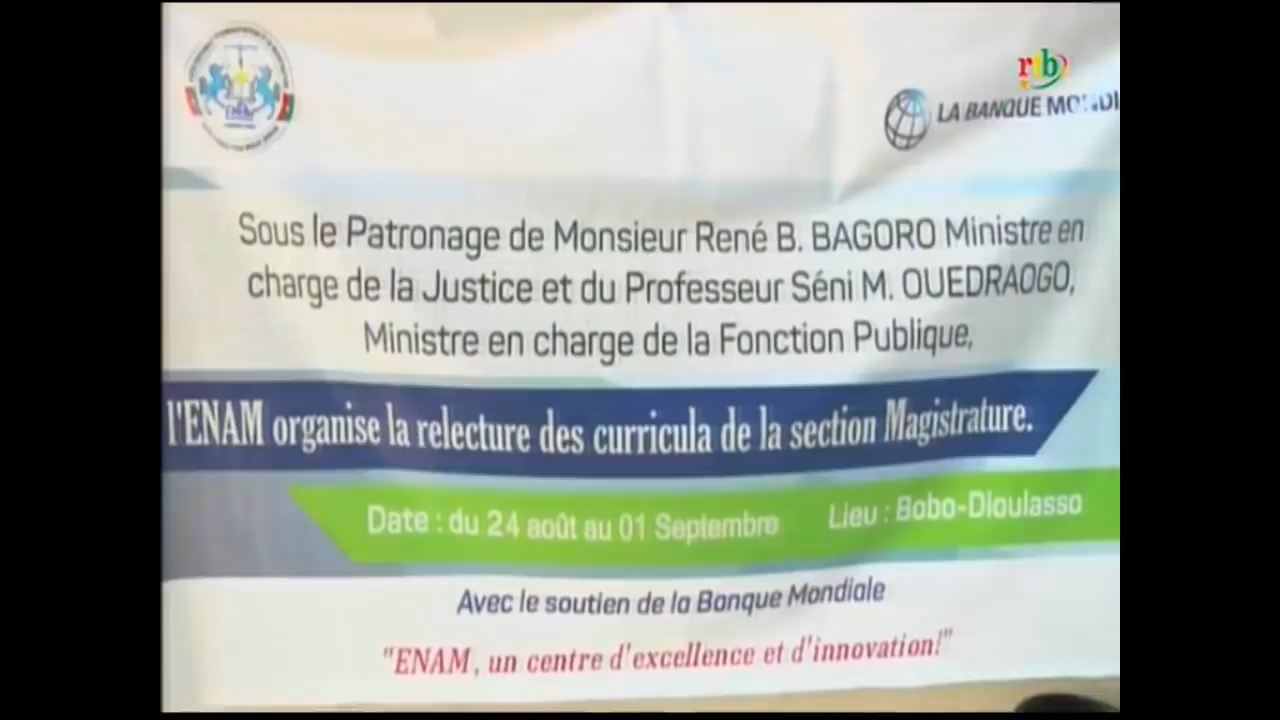 rtb
LA BANQUE
ENAM
Sous le Patronage de Monsieur René B. BAGORO Ministre en
charge de la Justice et du Professeur Séni M. OUEDRAOGO,
Ministre en charge de la Fonction Publique,
l'ENAM organise la relecture des curricula de la section Magistrature.
Date : du 24 août au 01 Septembre Lieu : Bobo-Dioulasso
Avec le soutien de la Banque Mondiale
"ENAM, un centre d'excellence et d'innovation!"